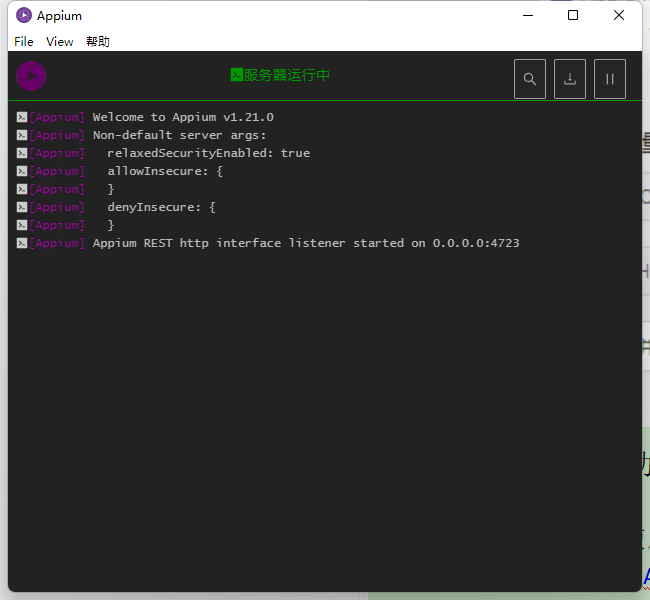 Appium
File View 帮助
服务器运行中
[Appium] Welcome to Appium v1.21.0
[Appium] Non-default server args:
[Appium]   relaxedSecurityEnabled: true
[Appium]   allowInsecure: {
[Appium]   }
[Appium]   denyInsecure: {
[Appium]   }
[Appium] Appium REST http interface listener started on 0.0.0.0:4723